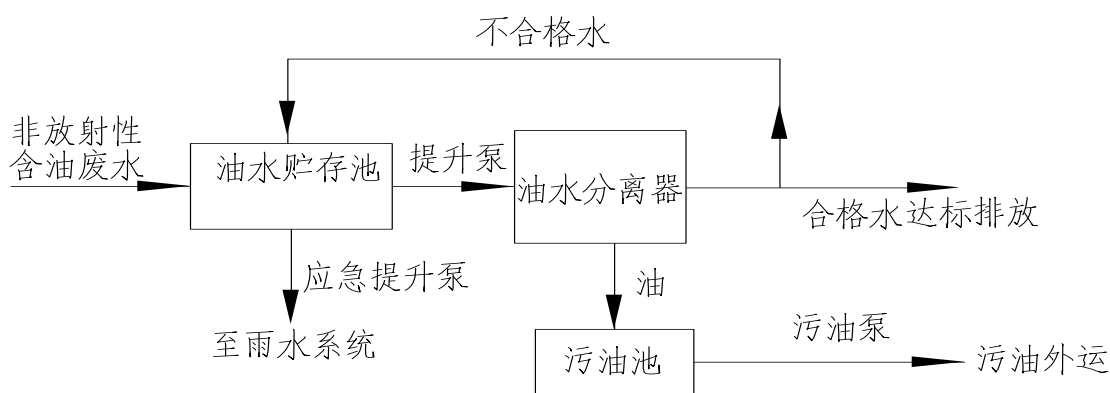 不合格水
非放射性
含油废水
油水贮存池
提升泵
油水分离器
合格水达标排放
应急提升泵
油
至雨水系统
污油池
污油泵
污油外运